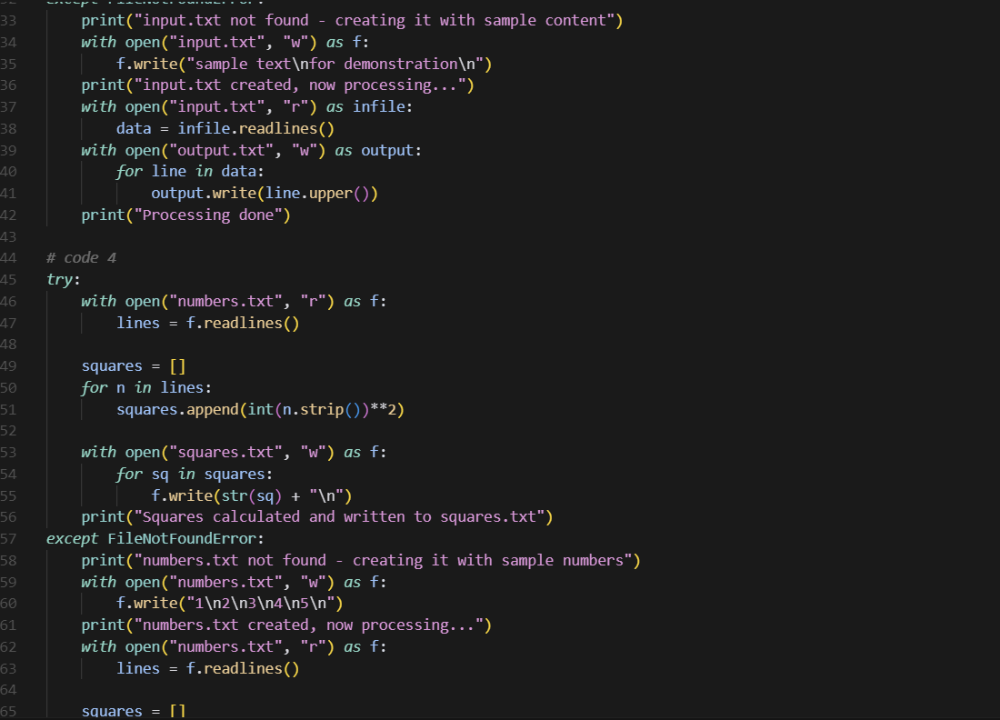 32 except FileNotFoundError:
33     print("input.txt not found - creating it with sample content")
34     with open("input.txt", "w") as f:
35         f.write("sample text\nfor demonstration\n")
36     print("input.txt created, now processing...")
37     with open("input.txt", "r") as infile:
38         data = infile.readlines()
39     with open("output.txt", "w") as output:
40         for line in data:
41             output.write(line.upper())
42     print("Processing done")
43
44 # code 4
45 try:
46     with open("numbers.txt", "r") as f:
47         lines = f.readlines()
48
49     squares = []
50     for n in lines:
51         squares.append(int(n.strip())**2)
52
53     with open("squares.txt", "w") as f:
54         for sq in squares:
55             f.write(str(sq) + "\n")
56     print("Squares calculated and written to squares.txt")
57 except FileNotFoundError:
58     print("numbers.txt not found - creating it with sample numbers")
59     with open("numbers.txt", "w") as f:
60         f.write("1\n2\n3\n4\n5\n")
61     print("numbers.txt created, now processing...")
62     with open("numbers.txt", "r") as f:
63         lines = f.readlines()
64
65     squares = []